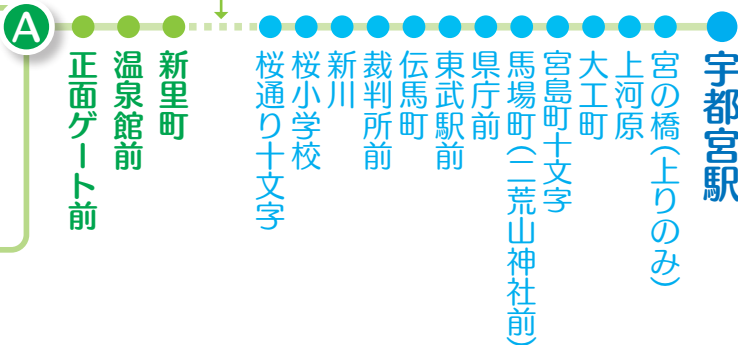 A
正面ゲート前
温泉館前
新里町
桜通り十文字
桜小学校
新川
裁判所前
伝馬町
東武駅前
県庁前
馬場町(二荒山神社前)
宮島町十文字
大工町
上河原
宮の橋(上りのみ)
宇都宮駅